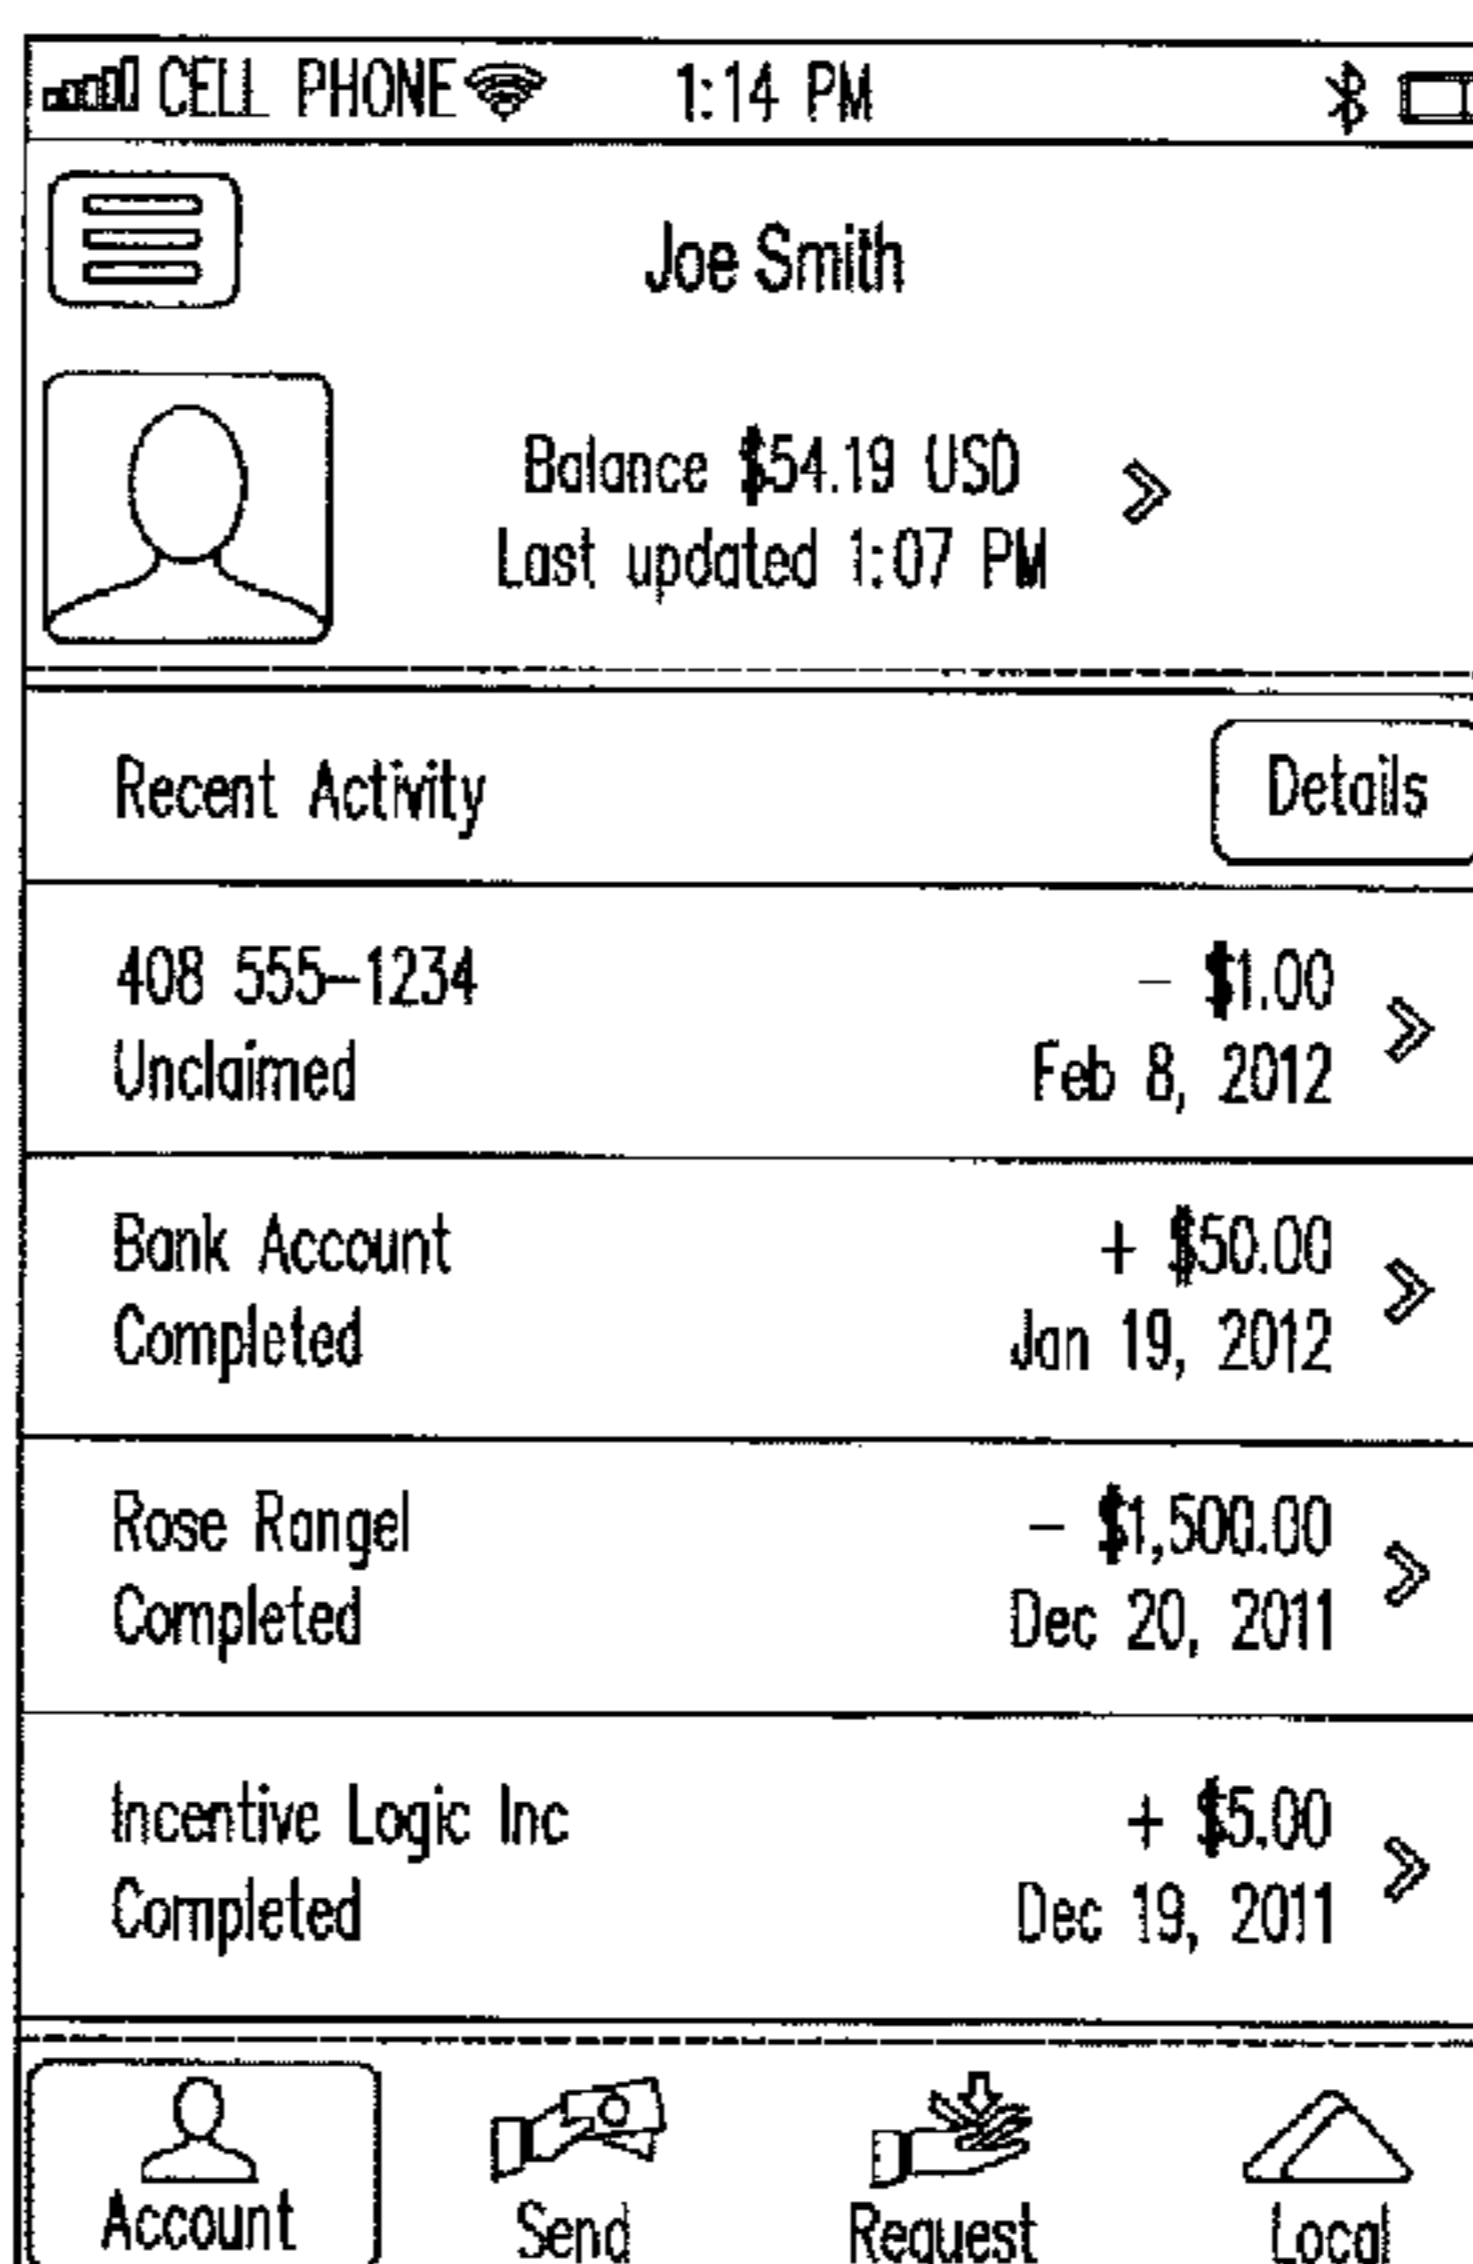 CELL PHONE 1:14 PM
Joe Smith
Balance $54.19 USD
Last updated 1:07 PM
Recent Activity Details
408 555-1234 - $1.00
Unclaimed Feb 8, 2012
Bank Account + $50.00
Completed Jan 19, 2012
Rose Rangel - $1,500.00
Completed Dec 20, 2011
Incentive Logic Inc + $5.00
Completed Dec 19, 2011
Account Send Request Local